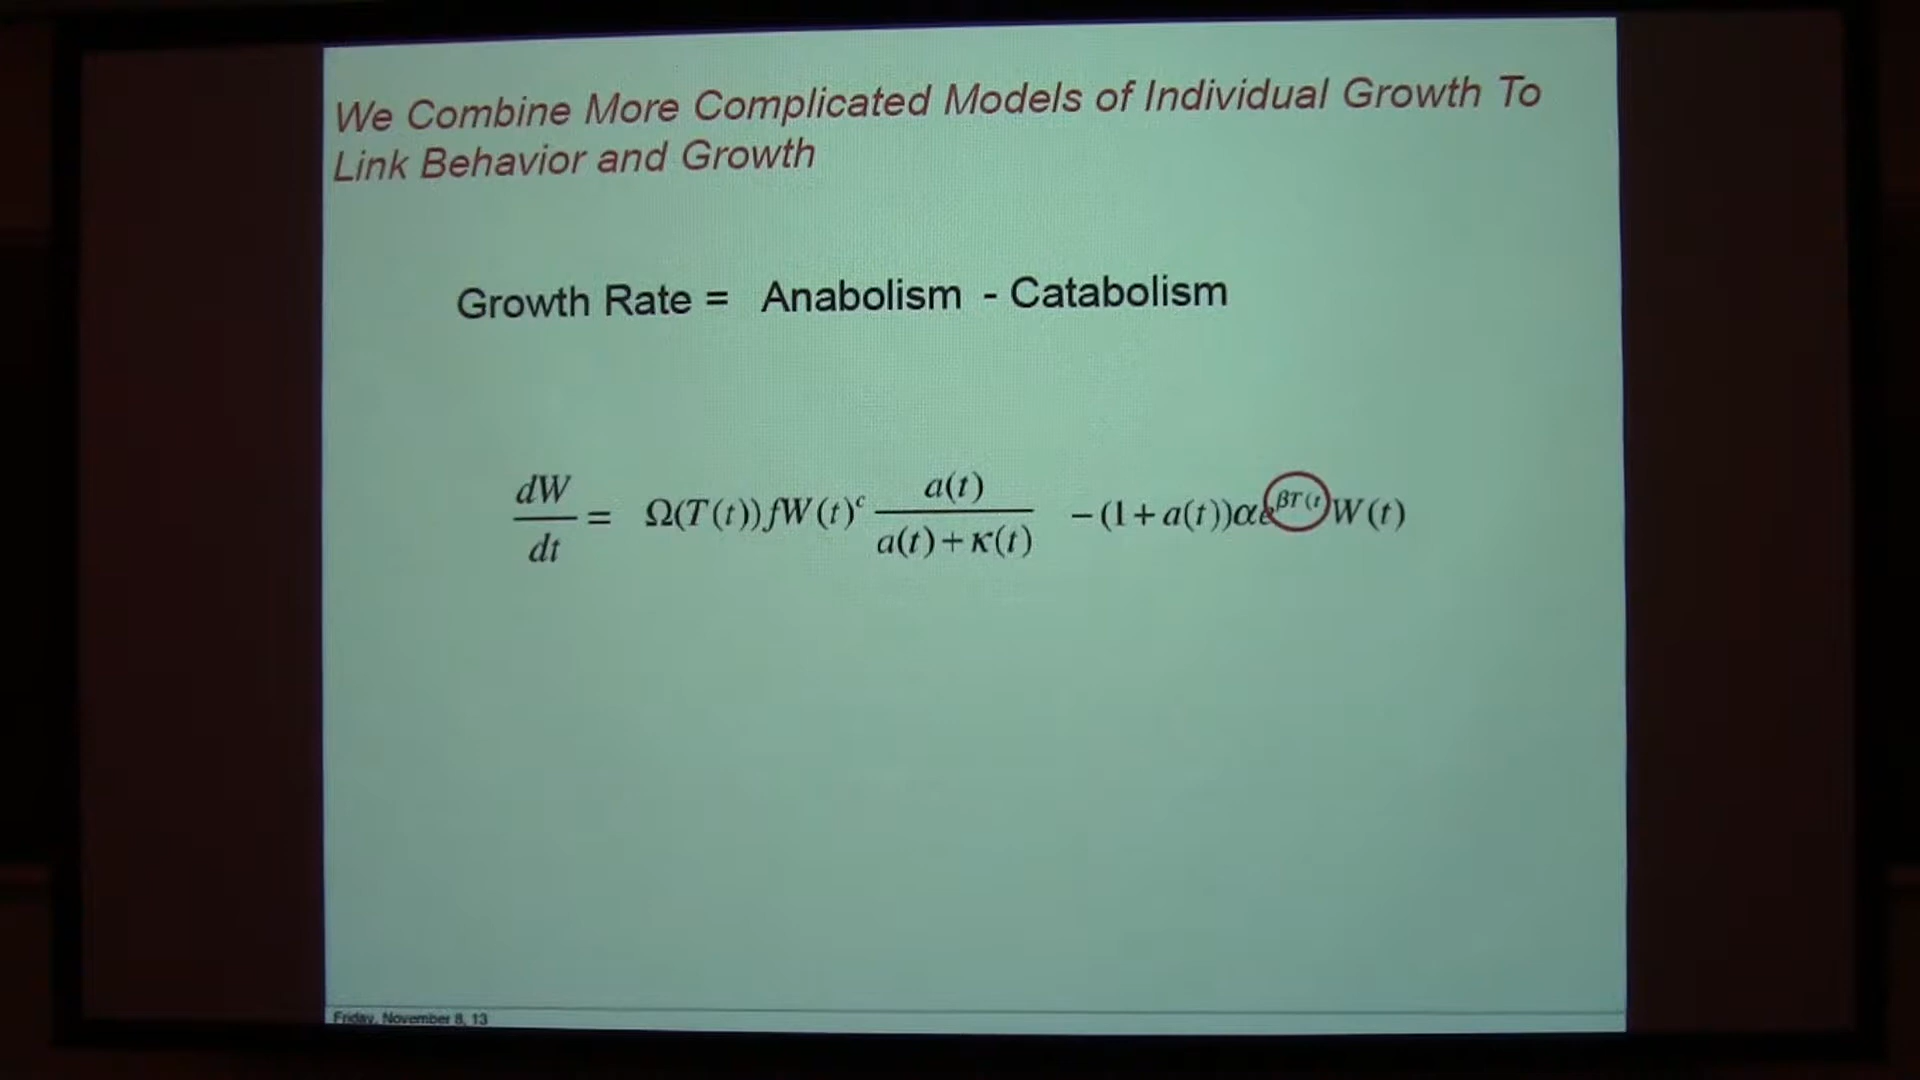 We Combine More Complicated Models of Individual Growth To
Link Behavior and Growth
Growth Rate = Anabolism - Catabolism
dW/dt = Ω(T(t))fW(t)^c a(t)/(a(t)+κ(t)) -(1+a(t))αe^βT(t W(t)
Friday, November 8, 13